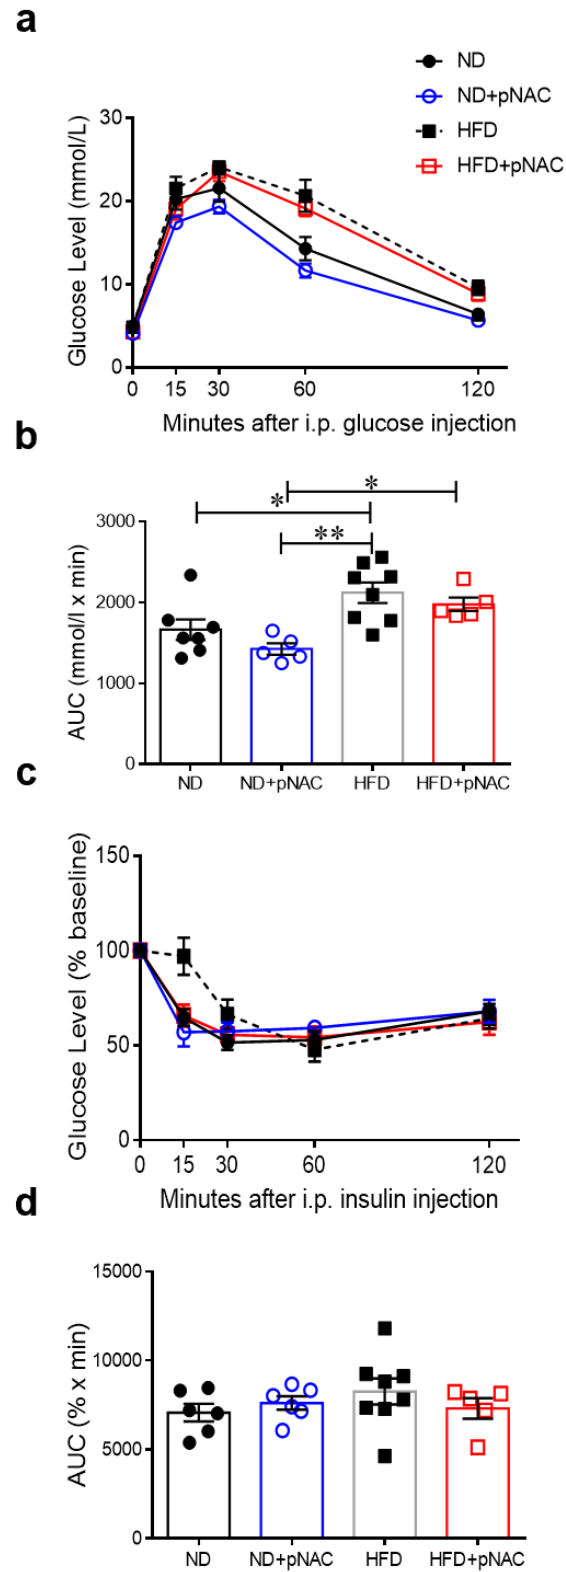 a
ND
ND+pNAC
HFD
HFD+pNAC
Glucose Level (mmol/L)
30
20
10
0
0 15 30 60 120
Minutes after i.p. glucose injection
b
*
*
**
AUC (mmol/l x min)
3000
2000
1000
0
ND ND+pNAC HFD HFD+pNAC
c
Glucose Level (% baseline)
150
100
50
0
0 15 30 60 120
Minutes after i.p. insulin injection
d
AUC (% x min)
15000
10000
5000
0
ND ND+pNAC HFD HFD+pNAC